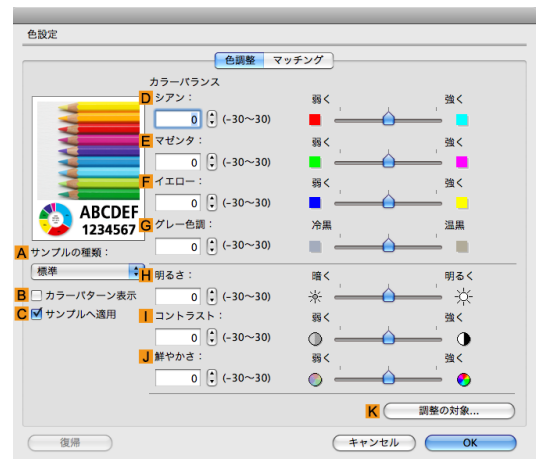 色設定
色調整 マッチング
カラーバランス
D シアン：
弱く 強く
0 (-30～30)
E マゼンタ：
弱く 強く
0 (-30～30)
F イエロー：
弱く 強く
0 (-30～30)
ABCDEF
1234567
G グレー色調：
冷黒 温黒
0 (-30～30)
A サンプルの種類：
標準
H 明るさ：
暗く 明るく
0 (-30～30)
B カラーパターン表示
C サンプルへ適用
I コントラスト：
弱く 強く
0 (-30～30)
J 鮮やかさ：
弱く 強く
0 (-30～30)
K 調整の対象...
復帰 キャンセル OK